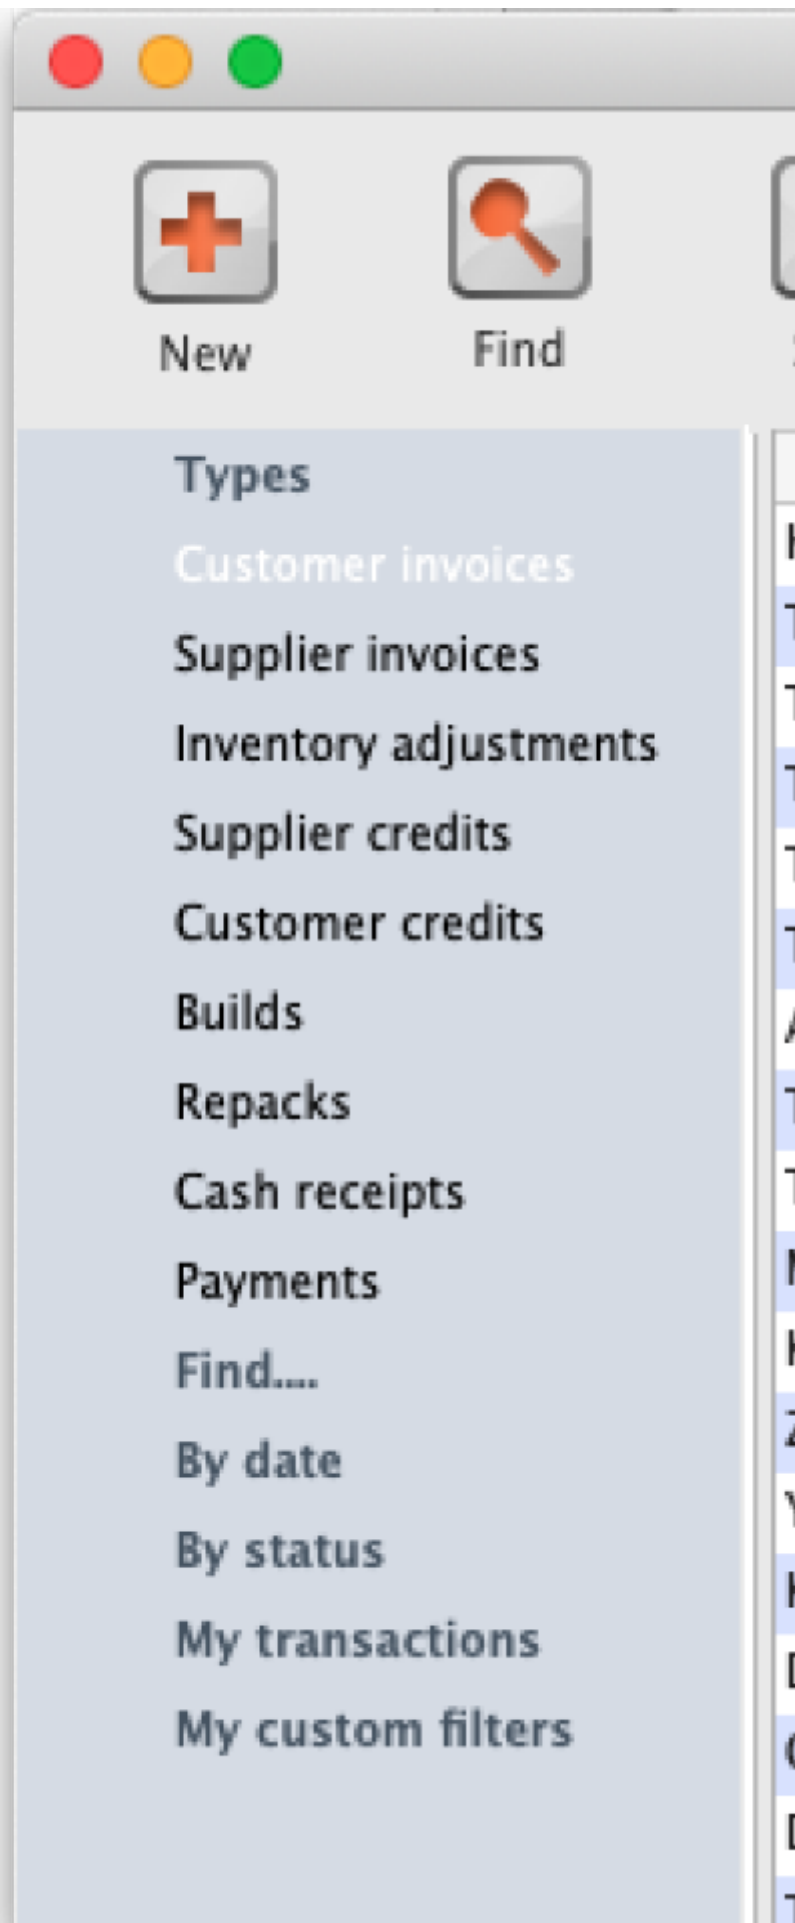 New
Find
Types
Customer invoices
Supplier invoices
Inventory adjustments
Supplier credits
Customer credits
Builds
Repacks
Cash receipts
Payments
Find....
By date
By status
My transactions
My custom filters